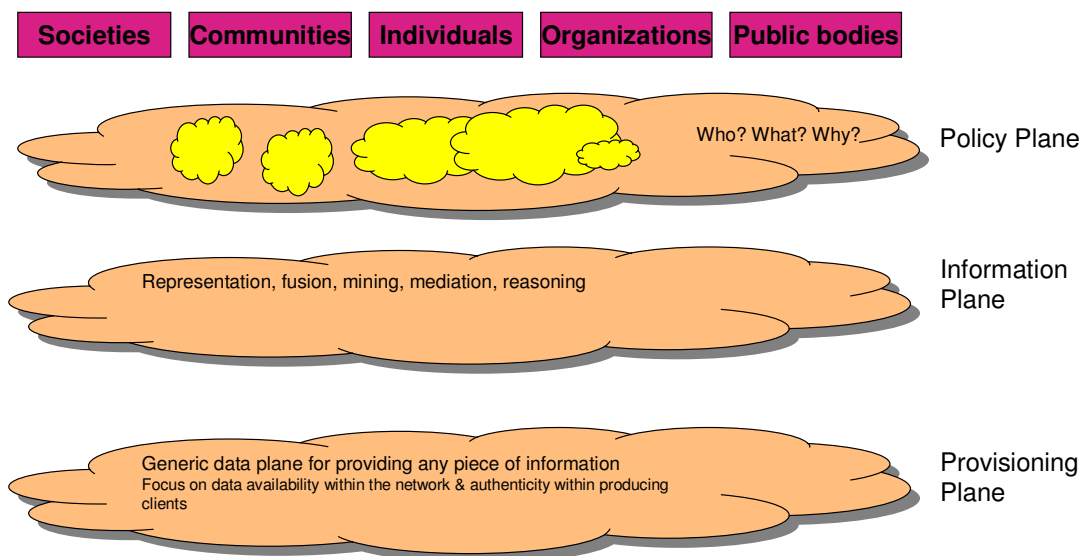 Societies Communities Individuals Organizations Public bodies
Who? What? Why?
Policy Plane
Representation, fusion, mining, mediation, reasoning
Information
Plane
Generic data plane for providing any piece of information
Focus on data availability within the network & authenticity within producing
clients
Provisioning
Plane